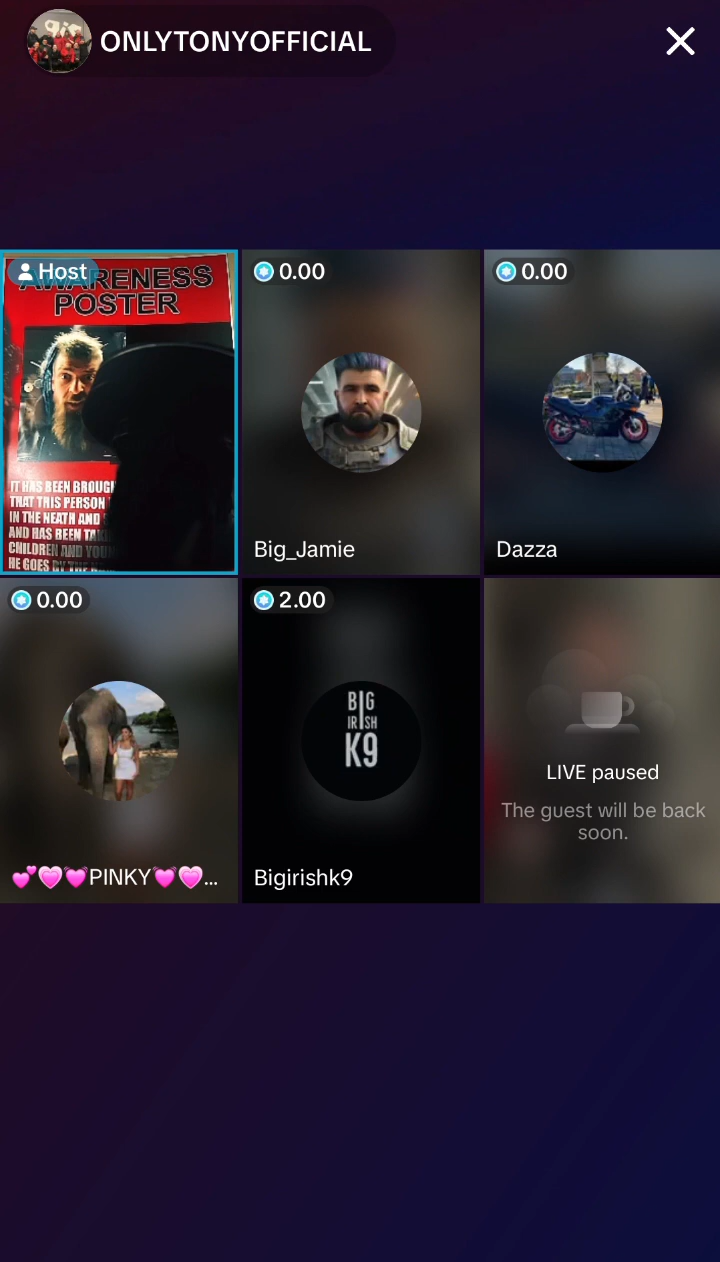 ONLYTONYOFFICIAL
Host
AWARENESS
POSTER
IT HAS BEEN
THAT THIS PERSON
IN THE HEATH AND
AND HAS BEEN
CHILDREN AND
HE GOES BY THE
0.00
Big_Jamie
0.00
Dazza
0.00
💕💗💓PINKY💓💗...
2.00
BIG
IRISH
K9
Bigirishk9
LIVE paused
The guest will be back
soon.